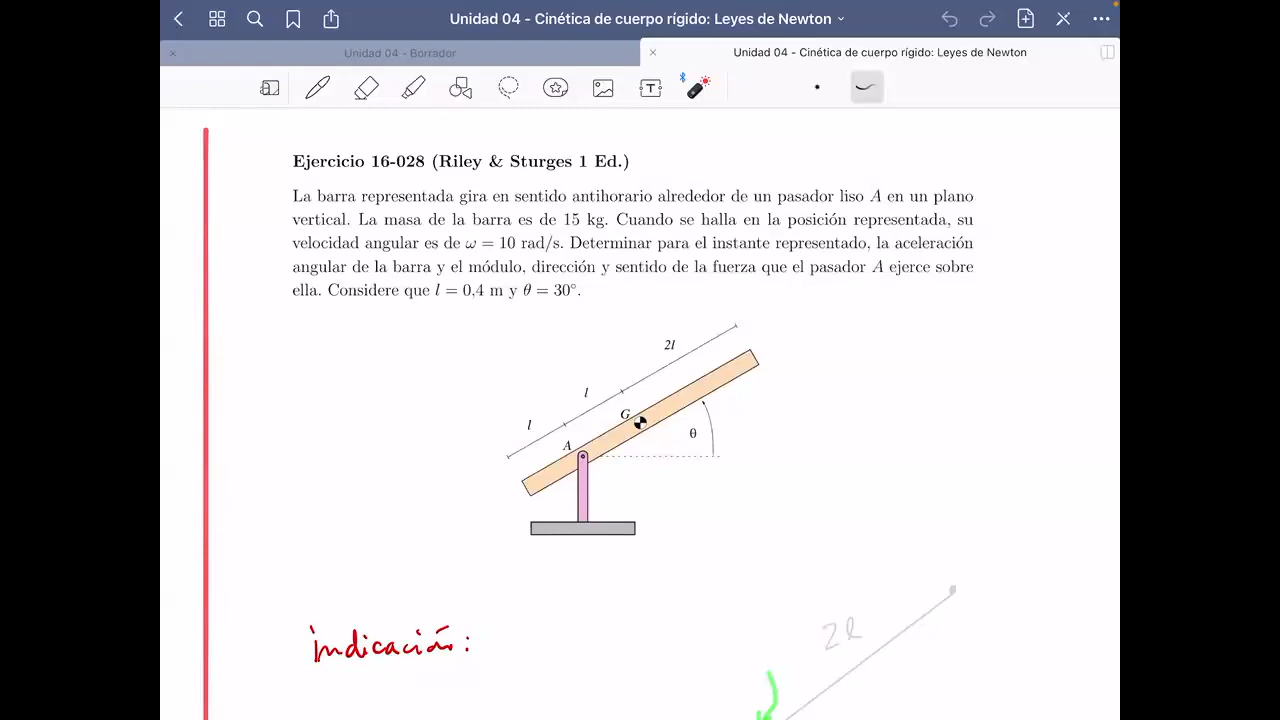 Unidad 04 - Cinética de cuerpo rígido: Leyes de Newton
Unidad 04 - Borrador
Unidad 04 - Cinética de cuerpo rígido: Leyes de Newton
T
Ejercicio 16-028 (Riley & Sturges 1 Ed.)
La barra representada gira en sentido antihorario alrededor de un pasador liso A en un plano
vertical. La masa de la barra es de 15 kg. Cuando se halla en la posición representada, su
velocidad angular es de ω = 10 rad/s. Determinar para el instante representado, la aceleración
angular de la barra y el módulo, dirección y sentido de la fuerza que el pasador A ejerce sobre
ella. Considere que l = 0,4 m y θ = 30°.
2l
l
G
l
θ
A
indicación: